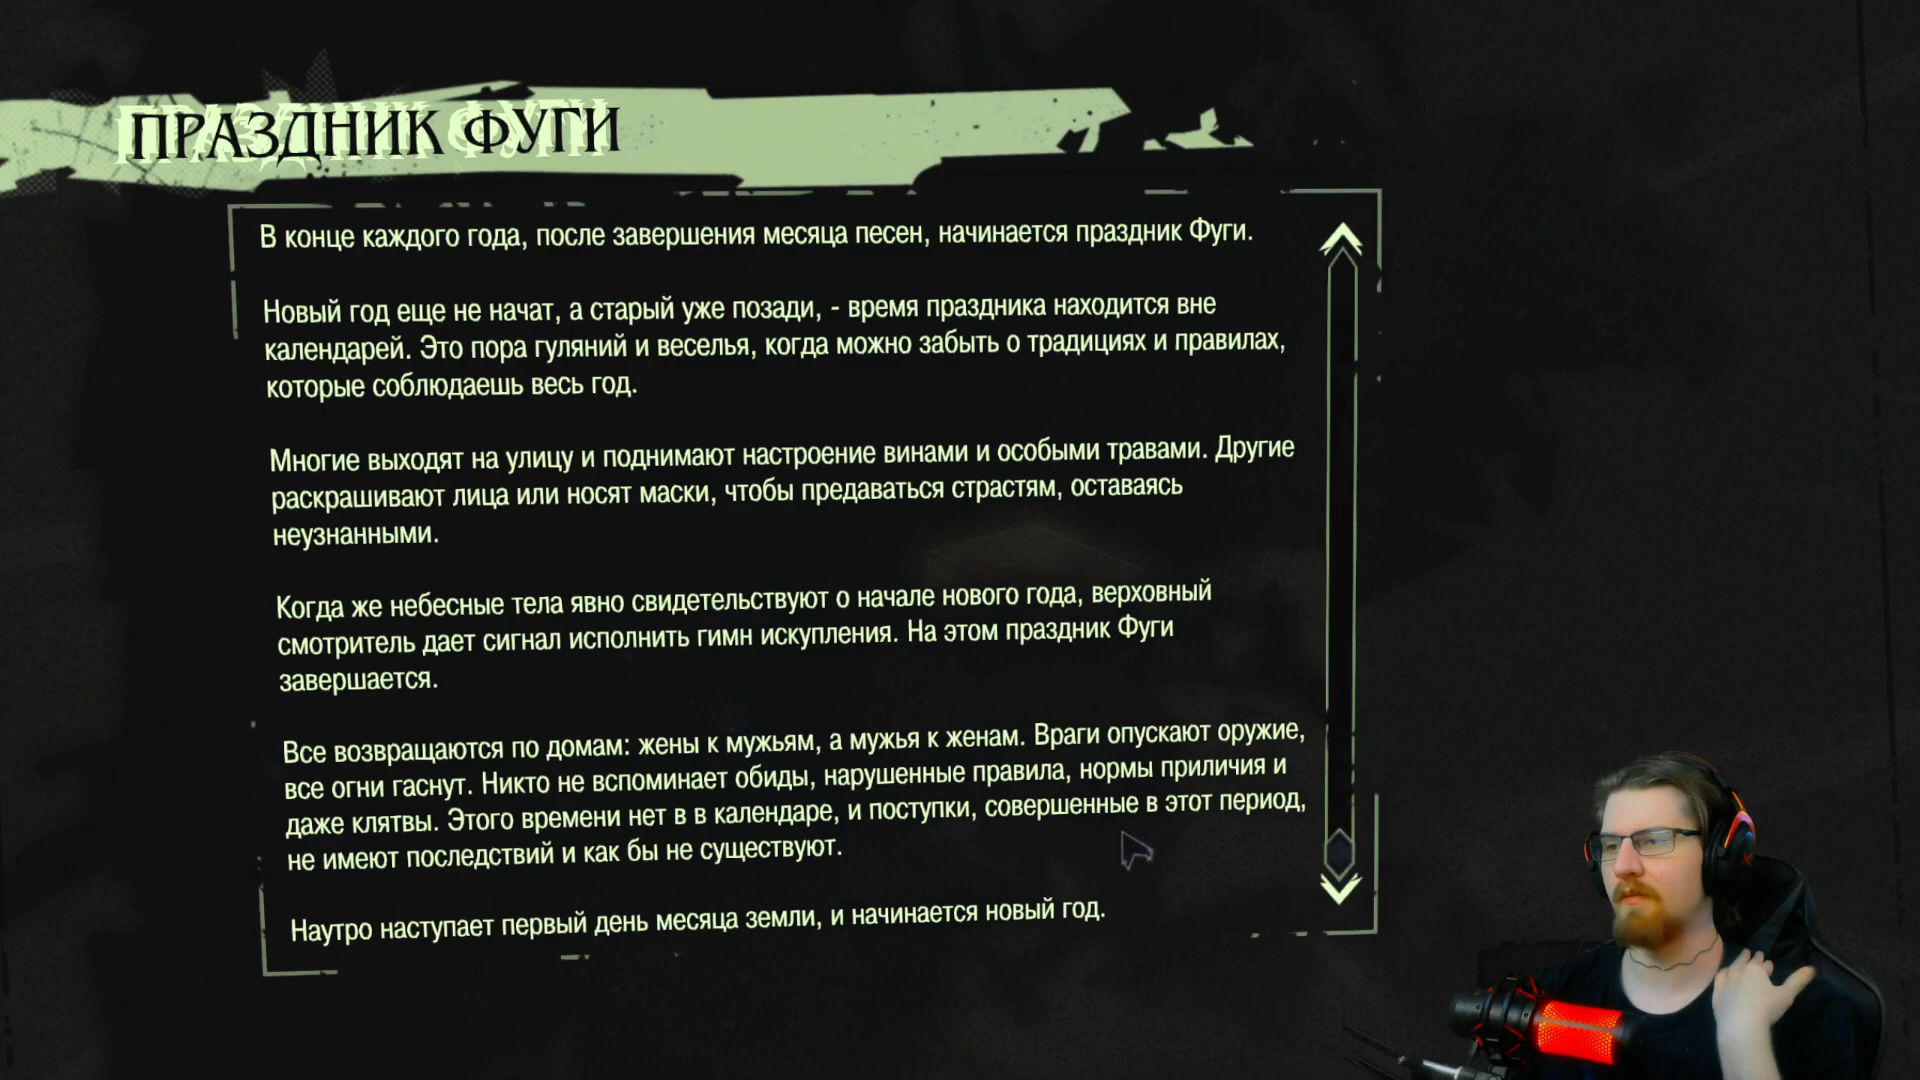 ПРАЗДНИК ФУГИ
В конце каждого года, после завершения месяца песен, начинается праздник Фуги.
Новый год еще не начат, а старый уже позади, - время праздника находится вне
календарей. Это пора гуляний и веселья, когда можно забыть о традициях и правилах,
которые соблюдаешь весь год.
Многие выходят на улицу и поднимают настроение винами и особыми травами. Другие
раскрашивают лица или носят маски, чтобы предаваться страстям, оставаясь
неузнанными.
Когда же небесные тела явно свидетельствуют о начале нового года, верховный
смотритель дает сигнал исполнить гимн искупления. На этом праздник Фуги
завершается.
Все возвращаются по домам: жены к мужьям, а мужья к женам. Враги опускают оружие,
все огни гаснут. Никто не вспоминает обиды, нарушенные правила, нормы приличия и
даже клятвы. Этого времени нет в в календаре, и поступки, совершенные в этот период,
не имеют последствий и как бы не существуют.
Наутро наступает первый день месяца земли, и начинается новый год.